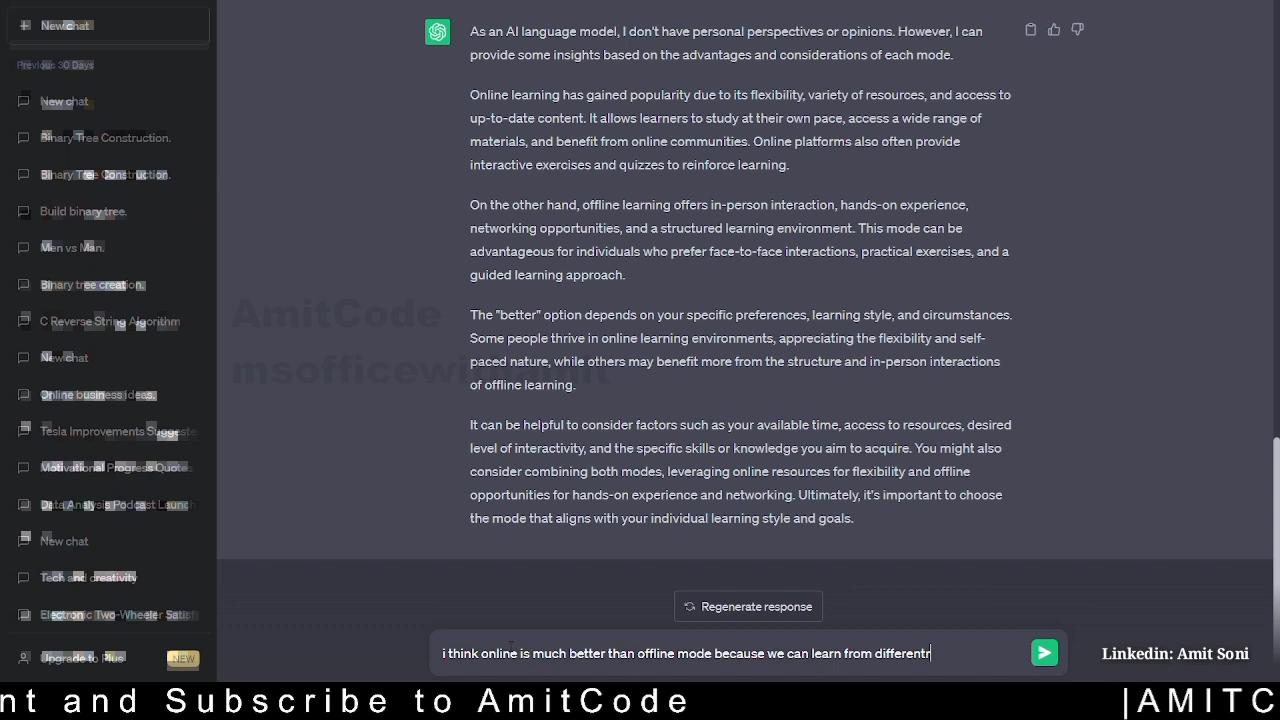 New chat
Previous 30 Days
New chat
Binary Tree Construction.
Binary Tree Construction.
Build binary tree.
Men vs Man.
Binary tree creation.
C Reverse String Algorithm
New chat
Online business ideas.
Tesla Improvements Sugges
Motivational Progress Quotes
Data Analysis Podcast Launch
New chat
Tech and creativity
Electronic Two-Wheeler Satis
Upgrade to Plus
NEW
As an AI language model, I don't have personal perspectives or opinions. However, I can
provide some insights based on the advantages and considerations of each mode.
Online learning has gained popularity due to its flexibility, variety of resources, and access to
up-to-date content. It allows learners to study at their own pace, access a wide range of
materials, and benefit from online communities. Online platforms also often provide
interactive exercises and quizzes to reinforce learning.
On the other hand, offline learning offers in-person interaction, hands-on experience,
networking opportunities, and a structured learning environment. This mode can be
advantageous for individuals who prefer face-to-face interactions, practical exercises, and a
guided learning approach.
The "better" option depends on your specific preferences, learning style, and circumstances.
Some people thrive in online learning environments, appreciating the flexibility and self-
paced nature, while others may benefit more from the structure and in-person interactions
of offline learning.
It can be helpful to consider factors such as your available time, access to resources, desired
level of interactivity, and the specific skills or knowledge you aim to acquire. You might also
consider combining both modes, leveraging online resources for flexibility and offline
opportunities for hands-on experience and networking. Ultimately, it's important to choose
the mode that aligns with your individual learning style and goals.
AmitCode
msofficewithamit
Regenerate response
i think online is much better than offline mode because we can learn from differentr
Linkedin: Amit Soni
nt and Subscribe to AmitCode
|AMITC